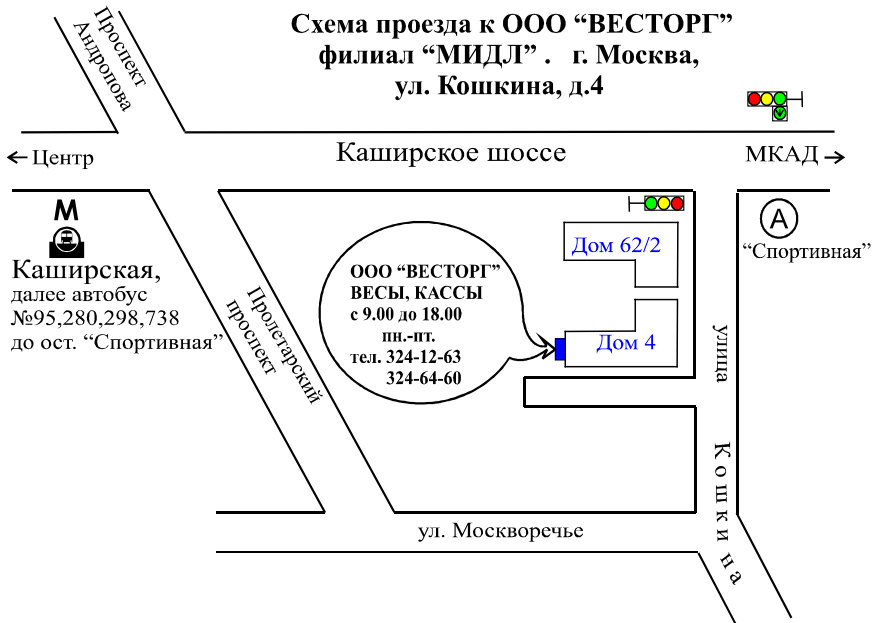 Схема проезда к ООО “ВЕСТОРГ”
филиал “МИДЛ” . г. Москва,
ул. Кошкина, д.4
Проспект
Андропова
Центр
Каширское шоссе
МКАД
М
Каширская,
далее автобус
№95,280,298,738
до ост. “Спортивная”
А
“Спортивная”
Дом 62/2
ООО “ВЕСТОРГ”
ВЕСЫ, КАССЫ
с 9.00 до 18.00
пн.-пт.
тел. 324-12-63
324-64-60
Дом 4
Пролетарский
проспект
улица
Кошкина
ул. Москворечье